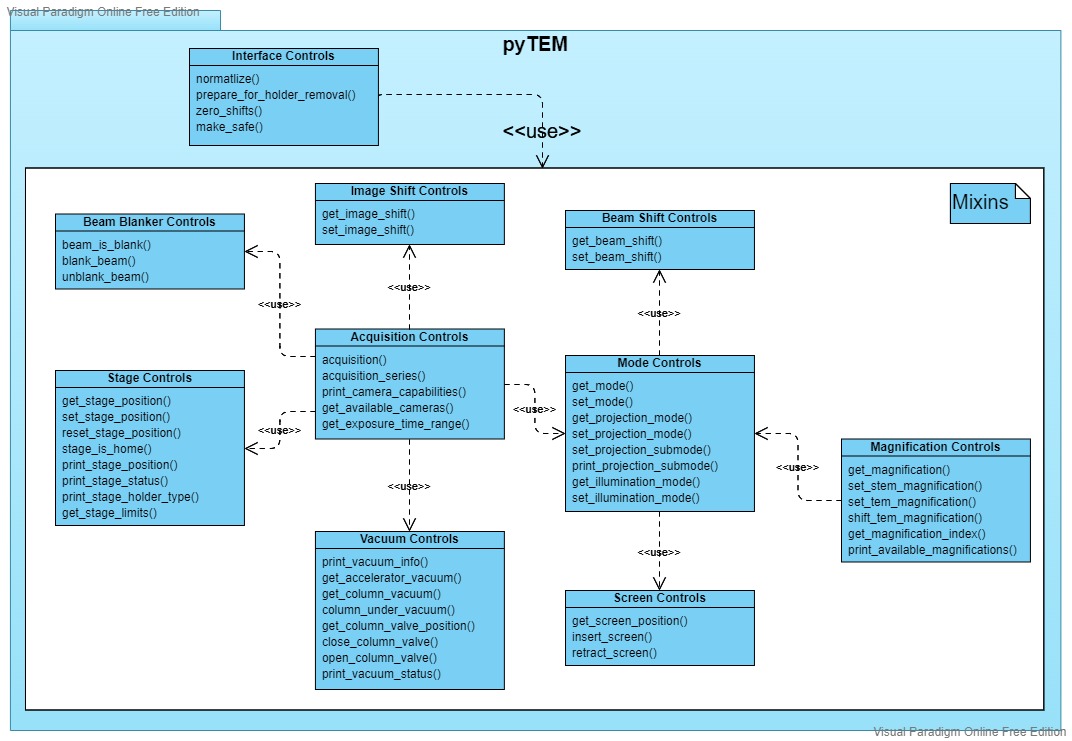 Visual Paradigm Online Free Edition
pyTEM
Interface Controls
normatlize()
prepare_for_holder_removal()
zero_shifts()
make_safe()
<<use>>
Mixins
Image Shift Controls
get_image_shift()
set_image_shift()
Beam Blanker Controls
beam_is_blank()
blank_beam()
unblank_beam()
Beam Shift Controls
get_beam_shift()
set_beam_shift()
<<use>>
<<use>>
<<use>>
Acquisition Controls
acquisition()
acquisition_series()
print_camera_capabilities()
get_available_cameras()
get_exposure_time_range()
Stage Controls
get_stage_position()
set_stage_position()
reset_stage_position()
stage_is_home()
print_stage_position()
print_stage_status()
print_stage_holder_type()
get_stage_limits()
<<use>>
<<use>>
Mode Controls
get_mode()
set_mode()
get_projection_mode()
set_projection_mode()
set_projection_submode()
print_projection_submode()
get_illumination_mode()
set_illumination_mode()
<<use>>
Magnification Controls
get_magnification()
set_stem_magnification()
set_tem_magnification()
shift_tem_magnification()
get_magnification_index()
print_available_magnifications()
<<use>>
<<use>>
Vacuum Controls
print_vacuum_info()
get_accelerator_vacuum()
get_column_vacuum()
column_under_vacuum()
get_column_valve_position()
close_column_valve()
open_column_valve()
print_vacuum_status()
Screen Controls
get_screen_position()
insert_screen()
retract_screen()
Visual Paradigm Online Free Edition